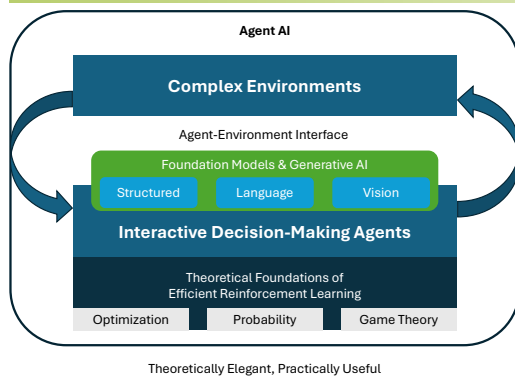 Agent AI
Complex Environments
Agent-Environment Interface
Foundation Models & Generative AI
Structured
Language
Vision
Interactive Decision-Making Agents
Theoretical Foundations of
Efficient Reinforcement Learning
Optimization
Probability
Game Theory
Theoretically Elegant, Practically Useful